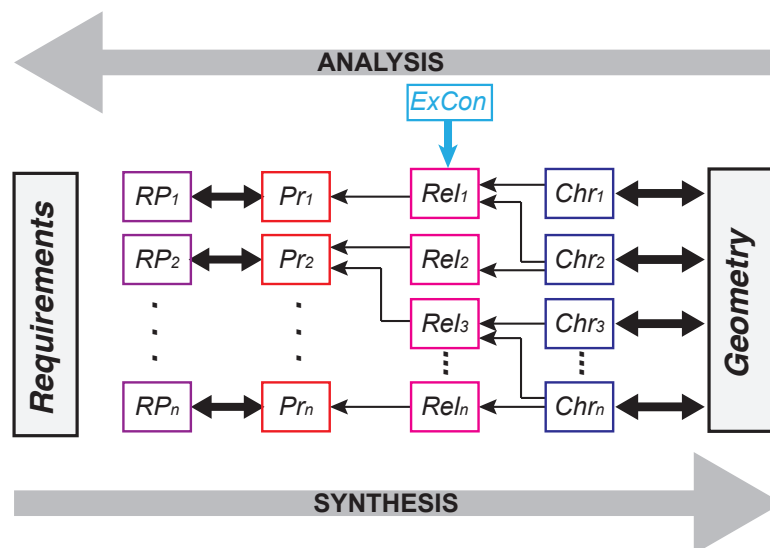 ANALYSIS
ExCon
Requirements
RP1 Pr1 Rel1 Chr1
RP2 Pr2 Rel2 Chr2
Rel3 Chr3
RPn Prn Reln Chrn
Geometry
SYNTHESIS